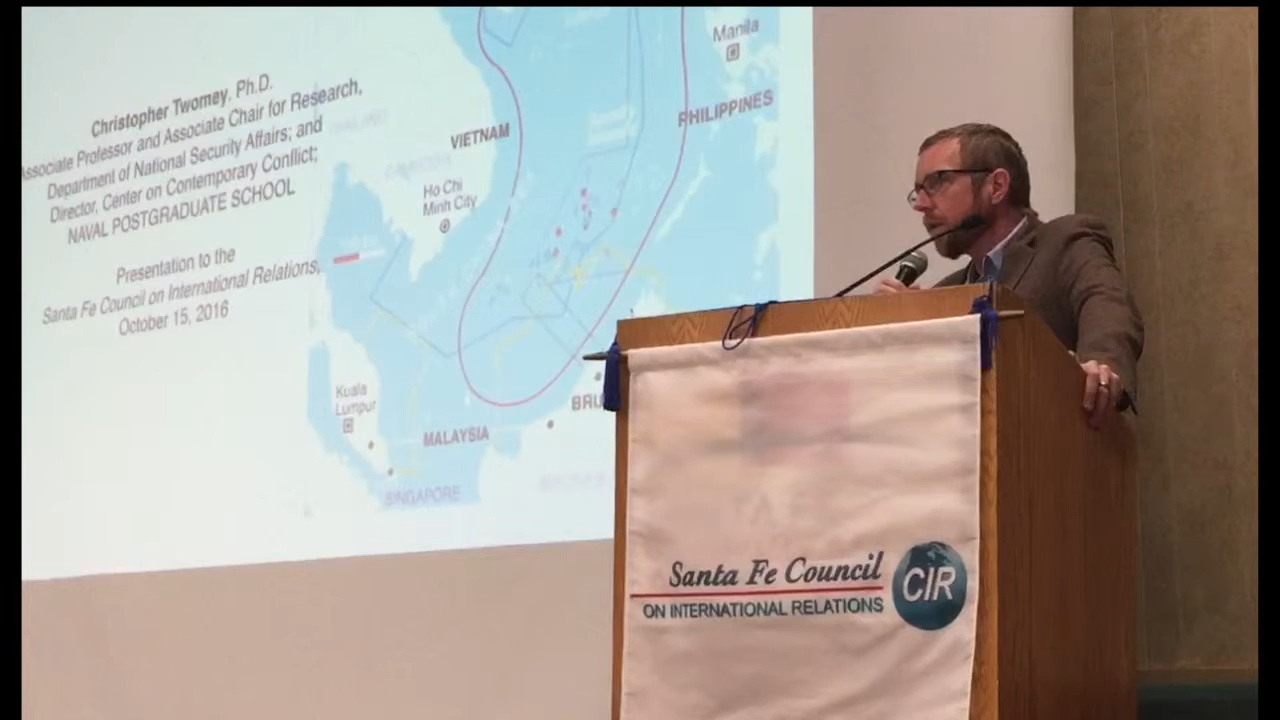 Christopher Twomey, Ph.D.
Associate Professor and Associate Chair for Research,
Department of National Security Affairs; and
Director, Center on Contemporary Conflict;
NAVAL POSTGRADUATE SCHOOL
Presentation to the
Santa Fe Council on International Relations,
October 15, 2016
Manila
PHILIPPINES
VIETNAM
Ho Chi
Minh City
Kuala
Lumpur
BRU
MALAYSIA
SINGAPORE
Santa Fe Council
ON INTERNATIONAL RELATIONS
CIR